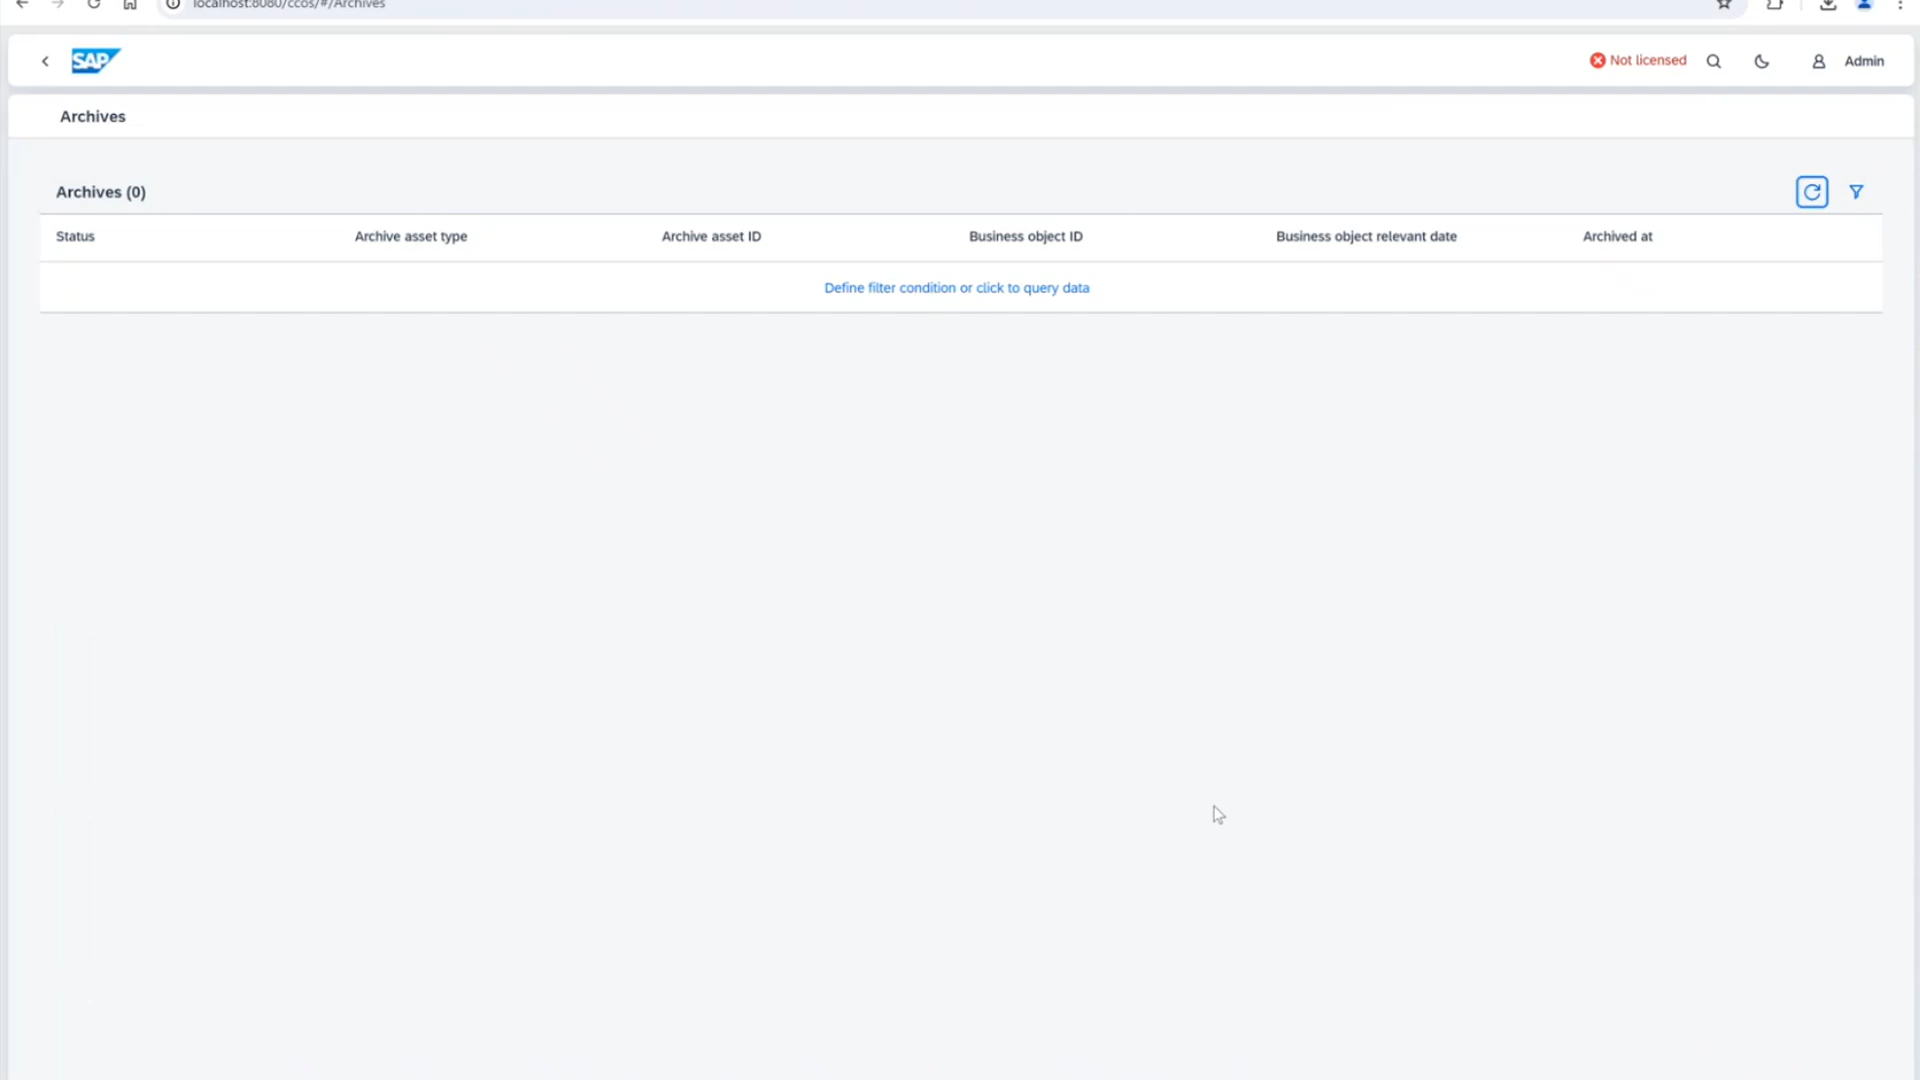 localhost:8080/ccos/#/Archives
SAP
Not licensed
Admin
Archives
Archives (0)
Status
Archive asset type
Archive asset ID
Business object ID
Business object relevant date
Archived at
Define filter condition or click to query data